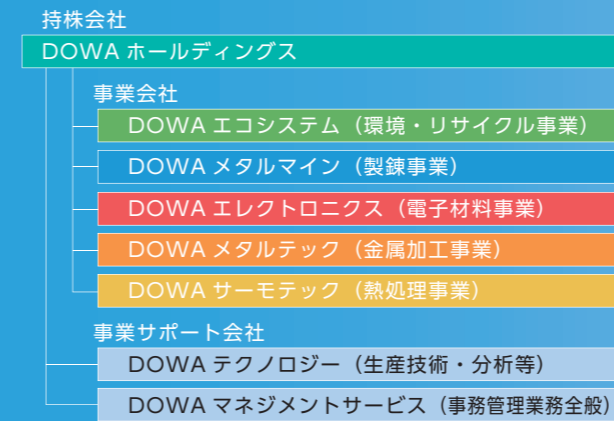 持株会社
DOWA ホールディングス
事業会社
DOWA エコシステム（環境・リサイクル事業）
DOWA メタルマイン（製錬事業）
DOWA エレクトロニクス（電子材料事業）
DOWA メタルテック（金属加工事業）
DOWA サーモテック（熱処理事業）
事業サポート会社
DOWA テクノロジー（生産技術・分析等）
DOWA マネジメントサービス（事務管理業務全般）